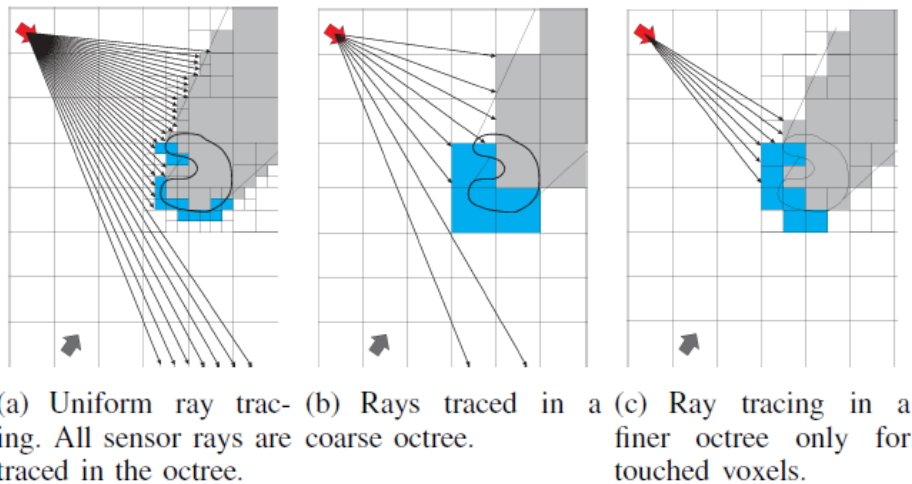 (a) Uniform ray trac-
ing. All sensor rays are
traced in the octree.
(b) Rays traced in a
coarse octree.
(c) Ray tracing in a
finer octree only for
touched voxels.